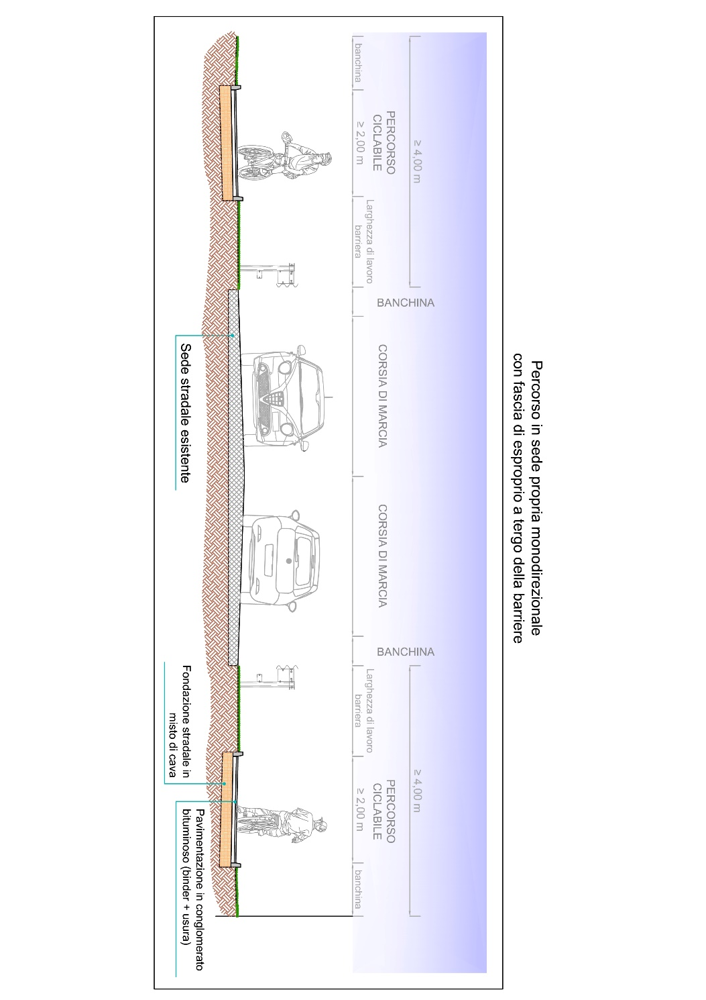 Percorso in sede propria monodirezionale
con fascia di esproprio a tergo della barriere
≥ 4,00 m
≥ 4,00 m
banchina
PERCORSO
CICLABILE
≥ 2,00 m
Larghezza di lavoro
barriera
BANCHINA
CORSIA DI MARCIA
CORSIA DI MARCIA
BANCHINA
Larghezza di lavoro
barriera
PERCORSO
CICLABILE
≥ 2,00 m
banchina
Sede stradale esistente
Fondazione stradale in
misto di cava
Pavimentazione in conglomerato
bituminoso (binder + usura)